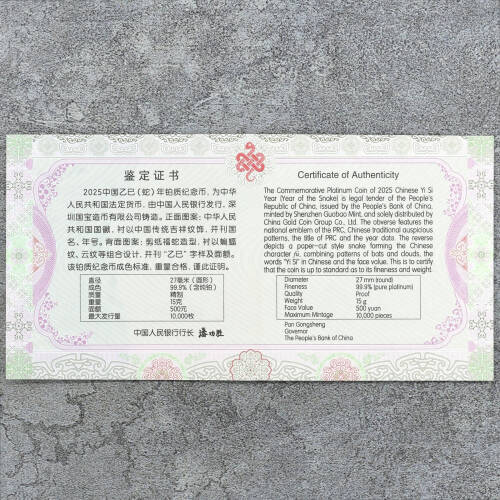 鉴定证书
2025中国乙巳（蛇）年铂质纪念币，为中华
人民共和国法定货币，由中国人民银行发行，深
圳国宝造币有限公司铸造。正面图案：中华人民
共和国国徽，衬以中国传统吉祥纹饰，并刊国
名、年号。背面图案：剪纸福蛇造型，衬以蝙蝠
纹、云纹等组合设计，并刊“乙巳”字样及面额。
该铂质纪念币成色标准，重量合格，谨此证明。
直径 27毫米（圆形）
成色 99.9%（含纯铂）
质量 精制
重量 15克
面额 500元
最大发行量 10,000枚
中国人民银行行长 潘功胜
Certificate of Authenticity
The Commemorative Platinum Coin of 2025 Chinese Yi Si
Year (Year of the Snake) is legal tender of the People's
Republic of China, issued by the People's Bank of China,
minted by Shenzhen Guobao Mint, and solely distributed by
China Gold Coin Group Co., Ltd. The obverse features the
national emblem of the PRC, Chinese traditional auspicious
patterns, the title of PRC and the year date. The reverse
depicts a paper-cut style snake forming the Chinese
character 福, combining patterns of bats and clouds, the
words "Yi Si" in Chinese and the face value. This is to certify
that the coin is up to standard as to its fineness and weight.
Diameter 27 mm (round)
Fineness 99.9% (pure platinum)
Quality Proof
Weight 15 g
Face Value 500 yuan
Maximum Mintage 10,000 pieces
Pan Gongsheng
Governor
The People's Bank of China